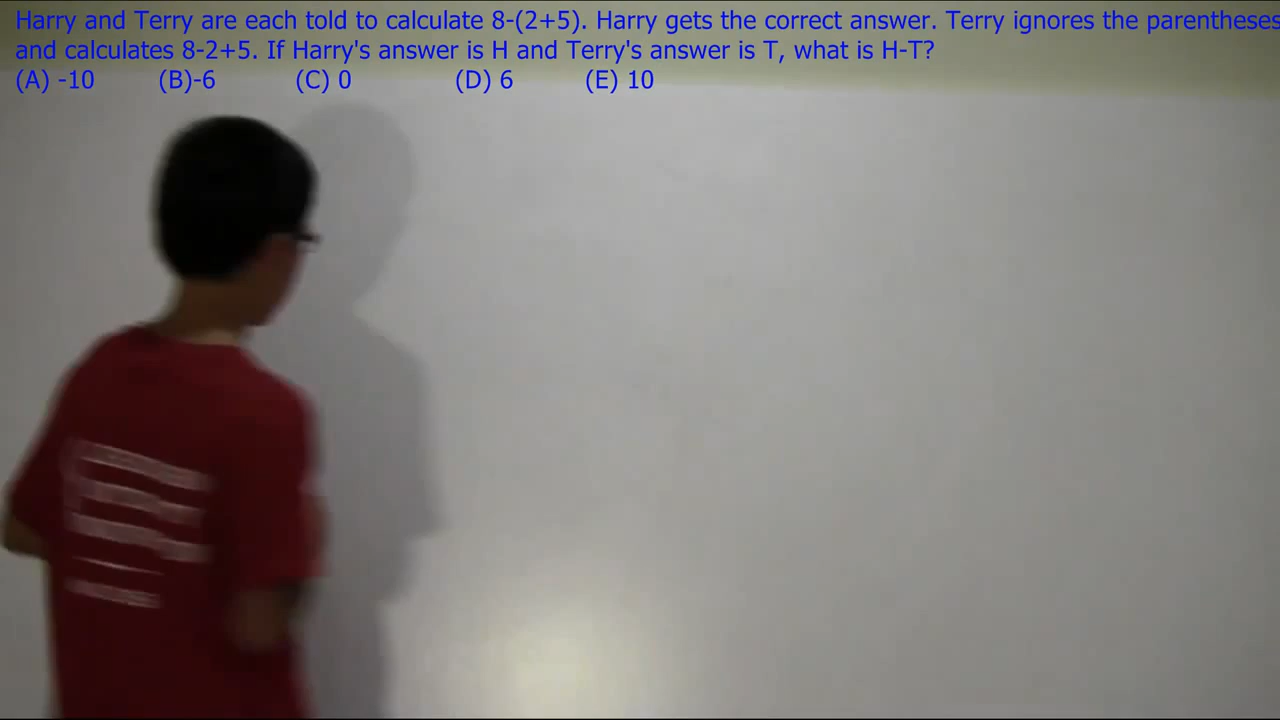 Harry and Terry are each told to calculate 8-(2+5). Harry gets the correct answer. Terry ignores the parentheses
and calculates 8-2+5. If Harry's answer is H and Terry's answer is T, what is H-T?
(A) -10 (B)-6 (C) 0 (D) 6 (E) 10